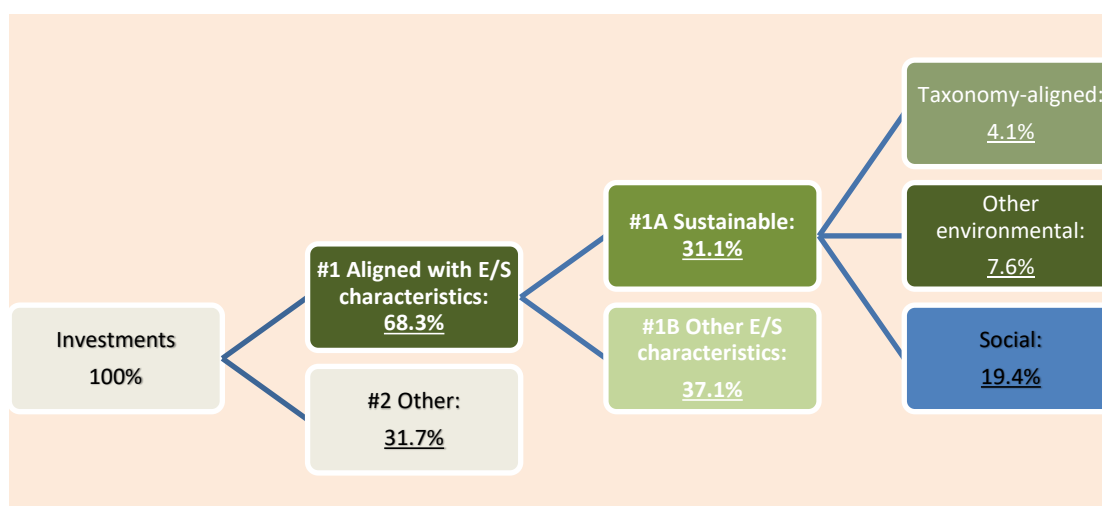 Investments
100%
#1 Aligned with E/S
characteristics:
68.3%
#2 Other:
31.7%
#1A Sustainable:
31.1%
#1B Other E/S
characteristics:
37.1%
Taxonomy-aligned:
4.1%
Other
environmental:
7.6%
Social:
19.4%